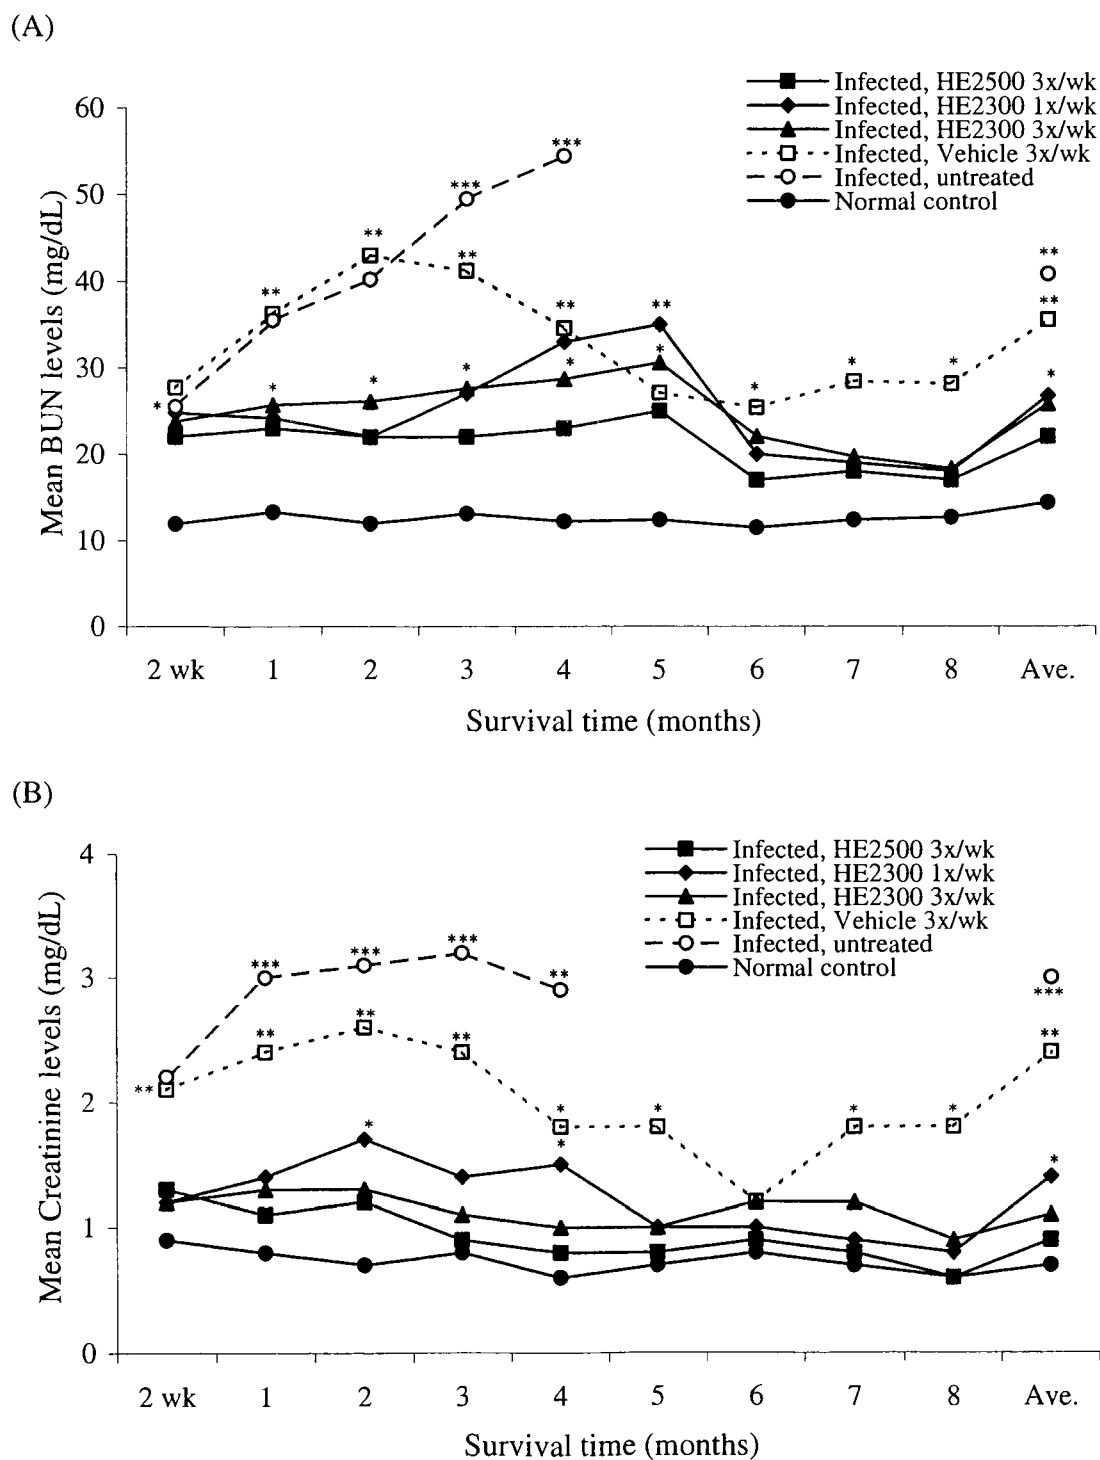 (A)
Infected, HE2500 3x/wk
Infected, HE2300 1x/wk
Infected, HE2300 3x/wk
Infected, Vehicle 3x/wk
Infected, untreated
Normal control
Mean BUN levels (mg/dL)
60
50
40
30
20
10
0
***
***
**
**
**
**
**
**
**
*
*
*
*
*
*
*
*
*
*
2 wk 1 2 3 4 5 6 7 8 Ave.
Survival time (months)
(B)
Infected, HE2500 3x/wk
Infected, HE2300 1x/wk
Infected, HE2300 3x/wk
Infected, Vehicle 3x/wk
Infected, untreated
Normal control
Mean Creatinine levels (mg/dL)
4
3
2
1
0
***
***
***
**
***
**
**
**
**
**
*
*
*
*
*
*
*
2 wk 1 2 3 4 5 6 7 8 Ave.
Survival time (months)